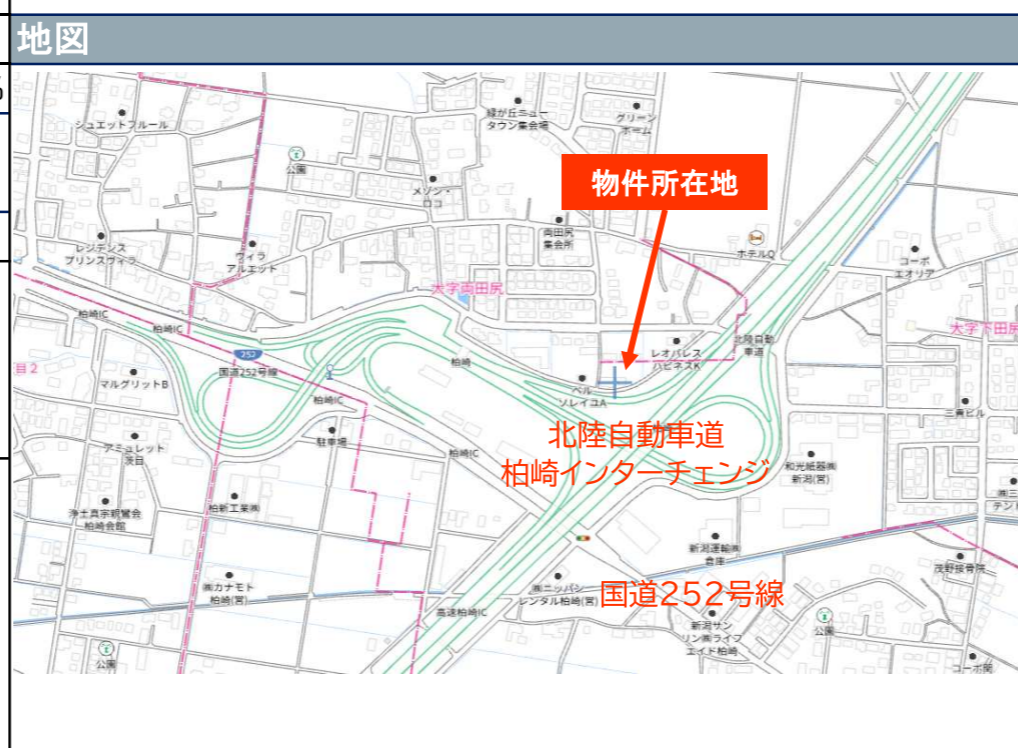 地図
シュエットフルール
緑が丘ニュー
タウン集会場
グリーン
ホーム
公園
メゾン・
ロコ
物件所在地
両田尻
集会所
ホテルQ
レジデンス
プリンスヴィラ
ヴィラ
アルエット
コーポ
エオリア
大字両田尻
柏崎IC
柏崎IC
252
国道252号線
柏崎
北陸自動
車道
大字下田尻
目2
マルグリットB
柏崎IC
レオパレス
ハピネスK
ベル
ソレイユA
三貴ビル
アミュレット
茨目
駐車場
柏崎IC
北陸自動車道
柏崎インターチェンジ
和光紙器㈱
新潟(営)
浄土真宗親鸞会
柏崎会館
柏新工業㈱
㈱三
テント
新潟運輸㈱
倉庫
茂野接骨院
㈱カナモト
柏崎(営)
㈱ニッパン
レンタル柏崎(営)
国道252号線
高速柏崎IC
新潟サン
リン㈱ライフ
エイド柏崎
公園
公園